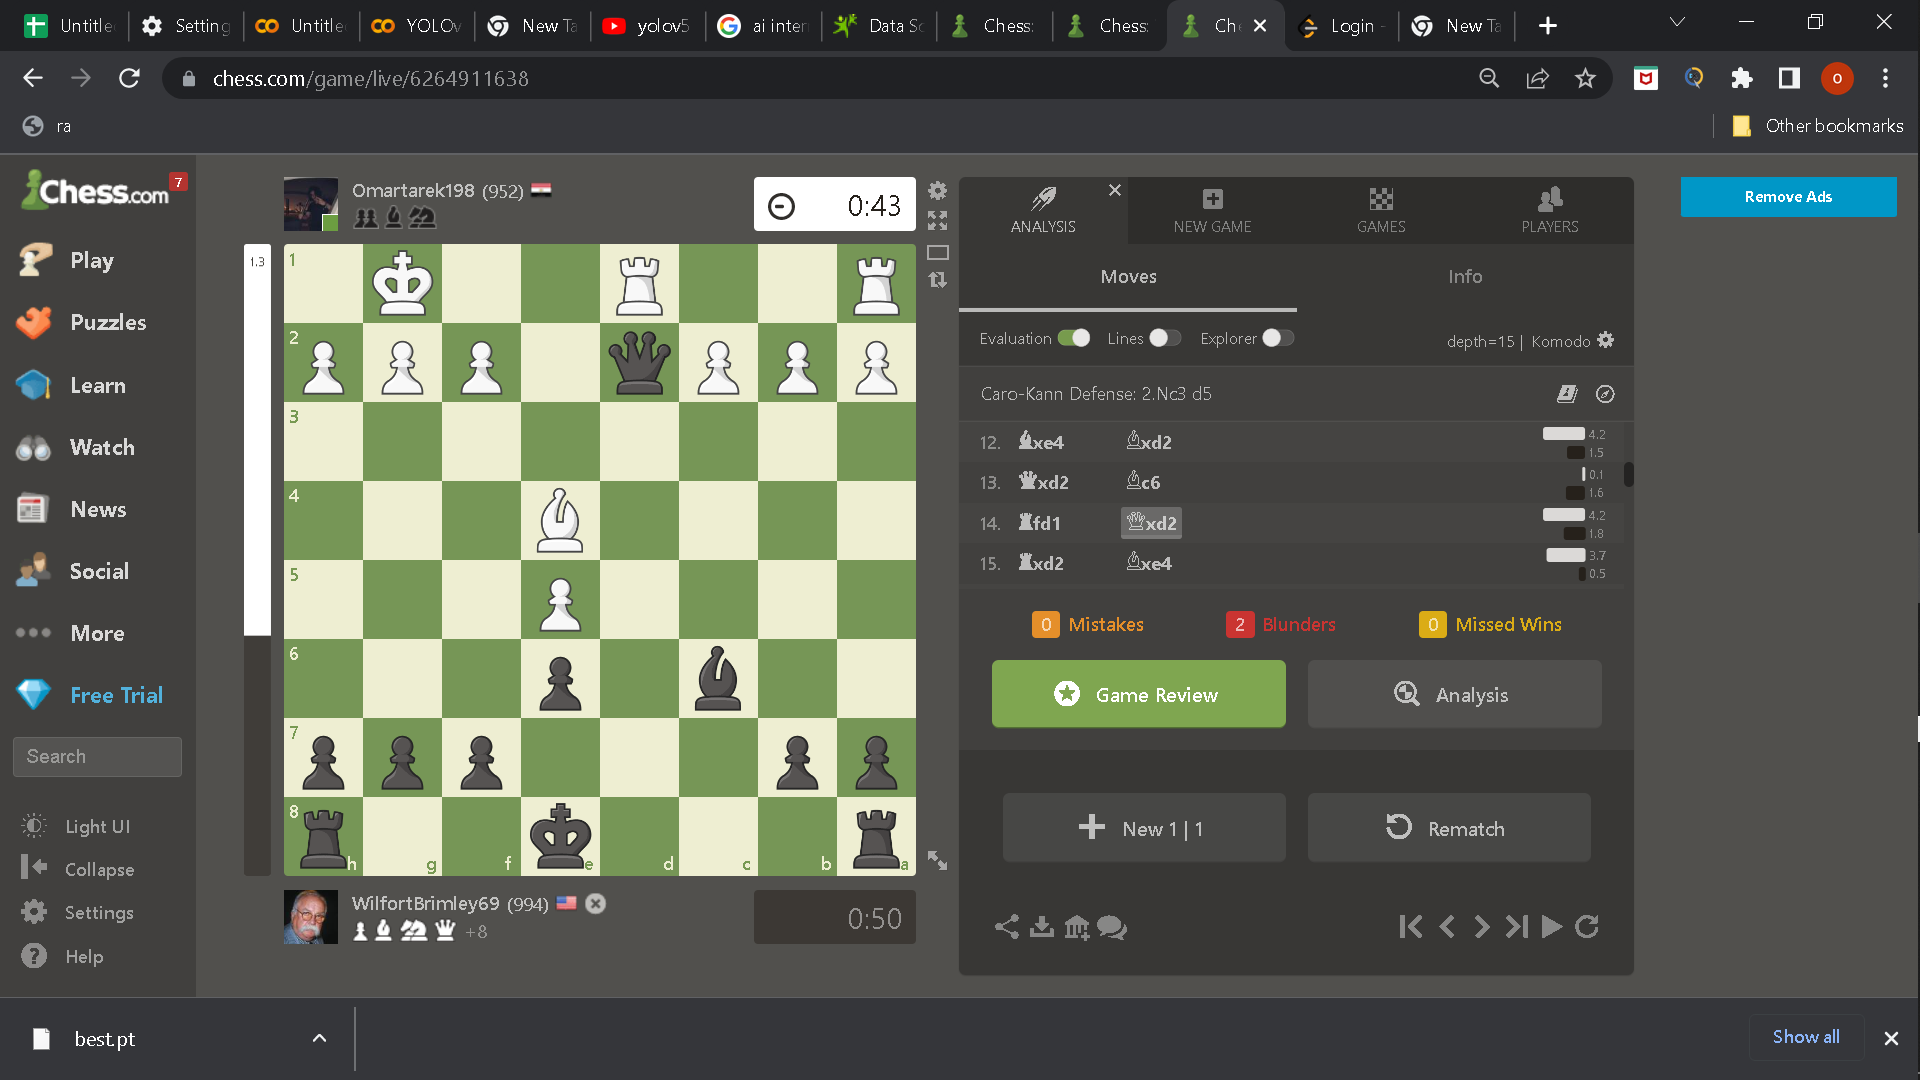 Untitle
Setting
Untitle
YOLOv
New Ta
yolov5
ai inter
Data Sc
Chess:
Chess:
Che
Login -
New Ta
chess.com/game/live/6264911638
O
ra
Other bookmarks
Chess.com
7
Play
Puzzles
Learn
Watch
News
Social
More
Free Trial
Search
Light UI
Collapse
Settings
Help
Omartarek198 (952)
0:43
1.3
1
2
3
4
5
6
7
8
h
g
f
e
d
c
b
a
WilfortBrimley69 (994)
+8
0:50
ANALYSIS
NEW GAME
GAMES
PLAYERS
Moves
Info
Evaluation
Lines
Explorer
depth=15 | Komodo
Caro-Kann Defense: 2.Nc3 d5
12. xe4 xd2 4.2 1.5
13. xd2 c6 0.1 1.6
14. fd1 xd2 4.2 1.8
15. xd2 xe4 3.7 0.5
0 Mistakes
2 Blunders
0 Missed Wins
Game Review
Analysis
New 1 | 1
Rematch
Remove Ads
best.pt
Show all